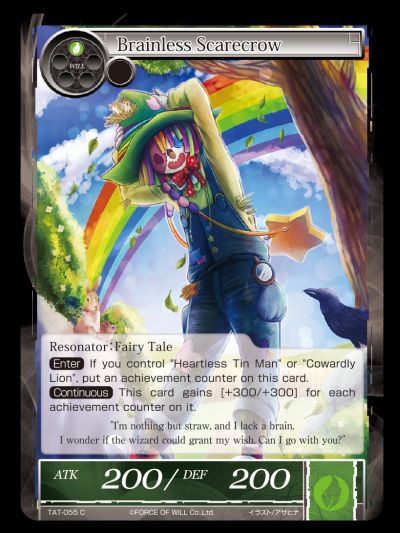 Brainless Scarecrow
WILL
Resonator：Fairy Tale
Enter If you control "Heartless Tin Man" or "Cowardly
Lion", put an achievement counter on this card.
Continuous This card gains [+300/+300] for each
achievement counter on it.
"I'm nothing but straw, and I lack a brain.
I wonder if the wizard could grant my wish. Can I go with you?"
ATK 200 / DEF 200
TAT-055 C ©FORCE OF WILL Co.,Ltd. イラスト/アザヒナ